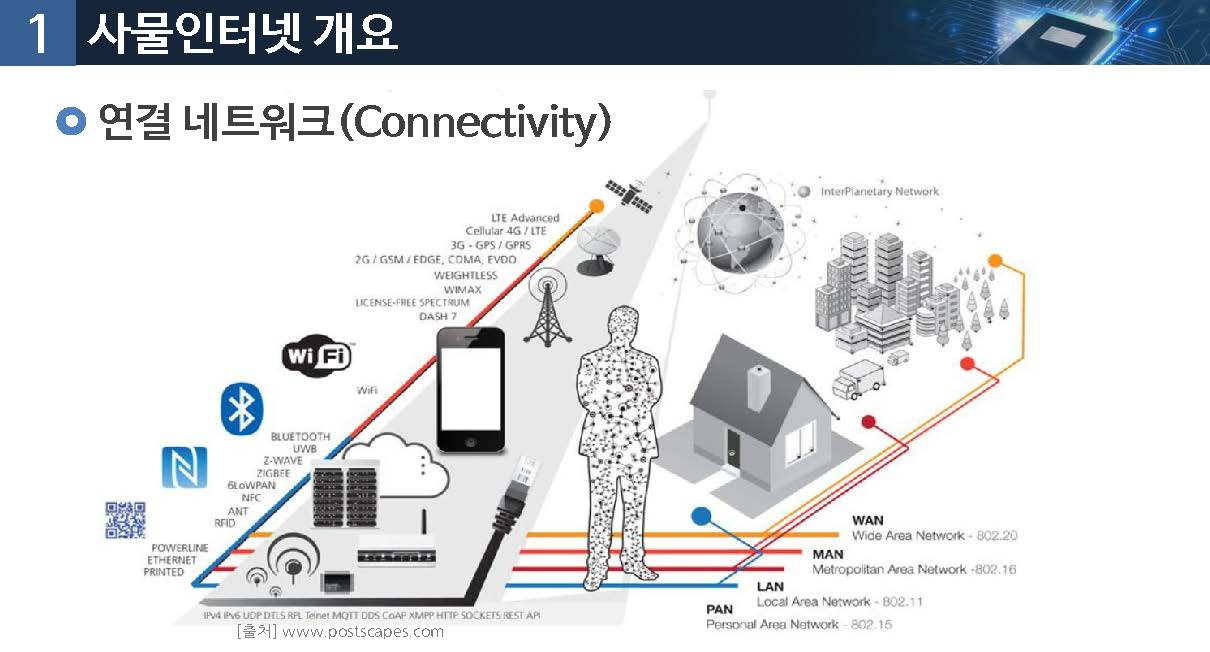 1 사물인터넷 개요
연결 네트워크(Connectivity)
InterPlanetary Network
LTE Advanced
Cellular 4G / LTE
3G - GPS / GPRS
2G / GSM / EDGE, CDMA, EVDO
WEIGHTLESS
WIMAX
LICENSE-FREE SPECTRUM
DASH 7
WiFi
WiFi
BLUETOOTH
UWB
Z-WAVE
ZIGBEE
6LoWPAN
NFC
ANT
RFID
POWERLINE
ETHERNET
PRINTED
WAN
Wide Area Network - 802.20
MAN
Metropolitan Area Network -802.16
LAN
Local Area Network - 802.11
PAN
Personal Area Network - 802.15
IPv4 IPv6 UDP DTLS RPL Telnet MQTT DDS CoAP XMPP HTTP SOCKETS REST API
[출처] www.postscapes.com